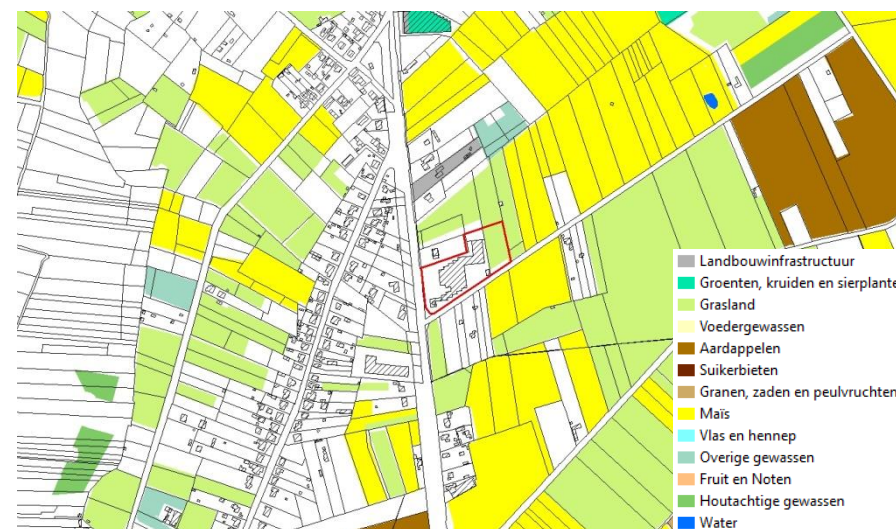 Landbouwinfrastructuur
Groenten, kruiden en sierplante
Grasland
Voedergewassen
Aardappelen
Suikerbieten
Granen, zaden en peulvruchten
Maïs
Vlas en hennep
Overige gewassen
Fruit en Noten
Houtachtige gewassen
Water